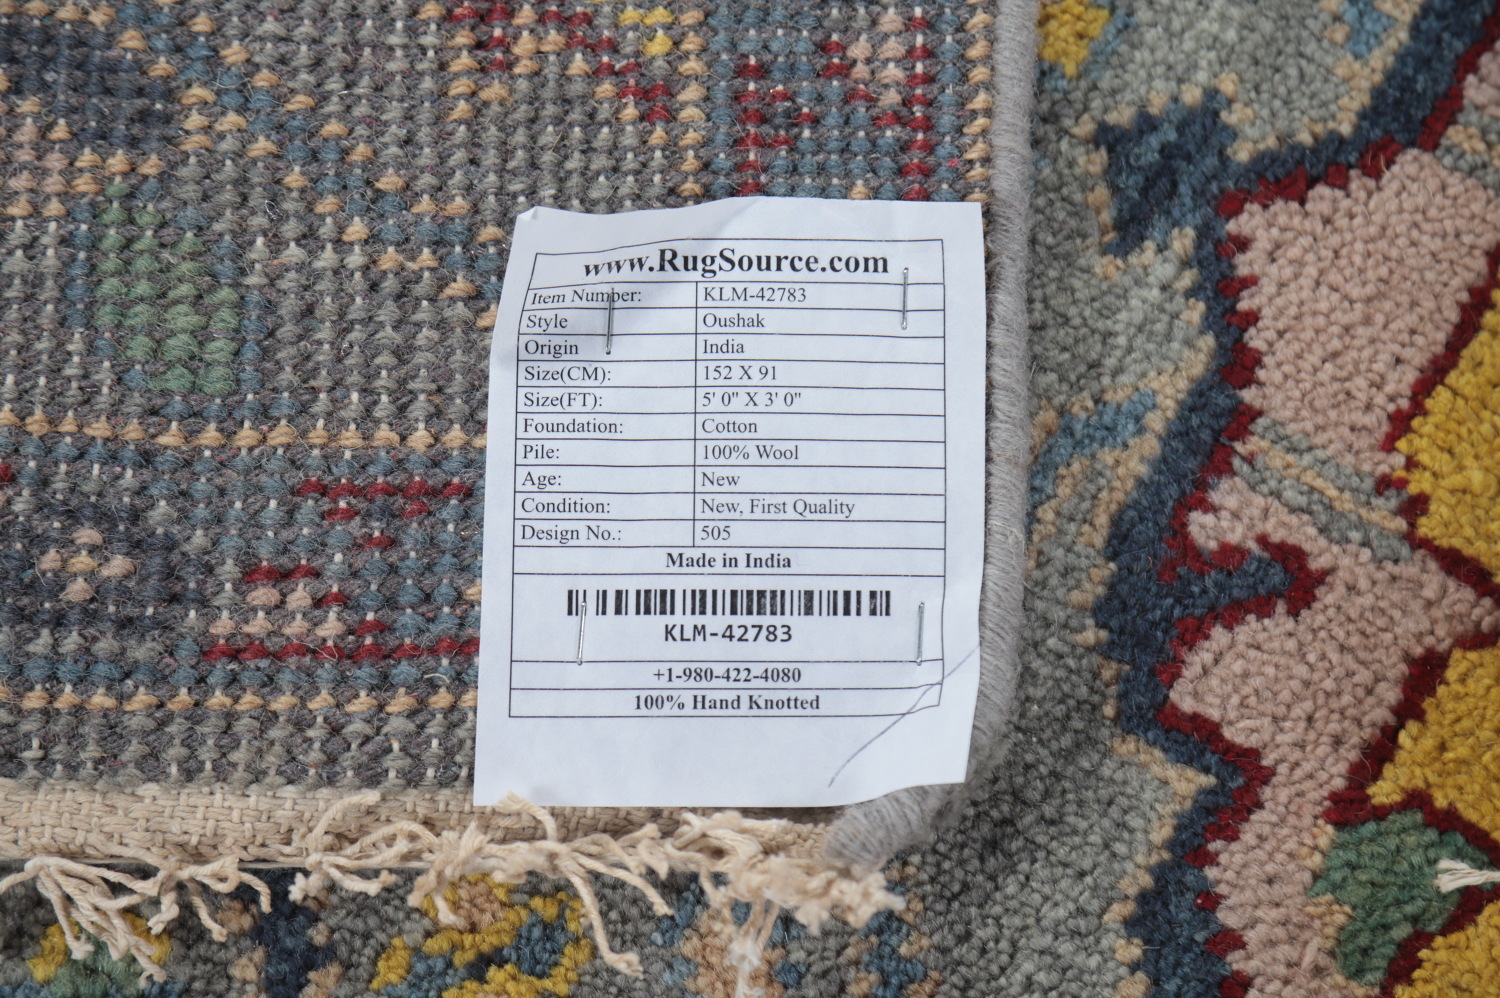 www.RugSource.com
Item Number: KLM-42783
Style Oushak
Origin India
Size(CM): 152 X 91
Size(FT): 5' 0" X 3' 0"
Foundation: Cotton
Pile: 100% Wool
Age: New
Condition: New, First Quality
Design No.: 505
Made in India
KLM-42783
+1-980-422-4080
100% Hand Knotted